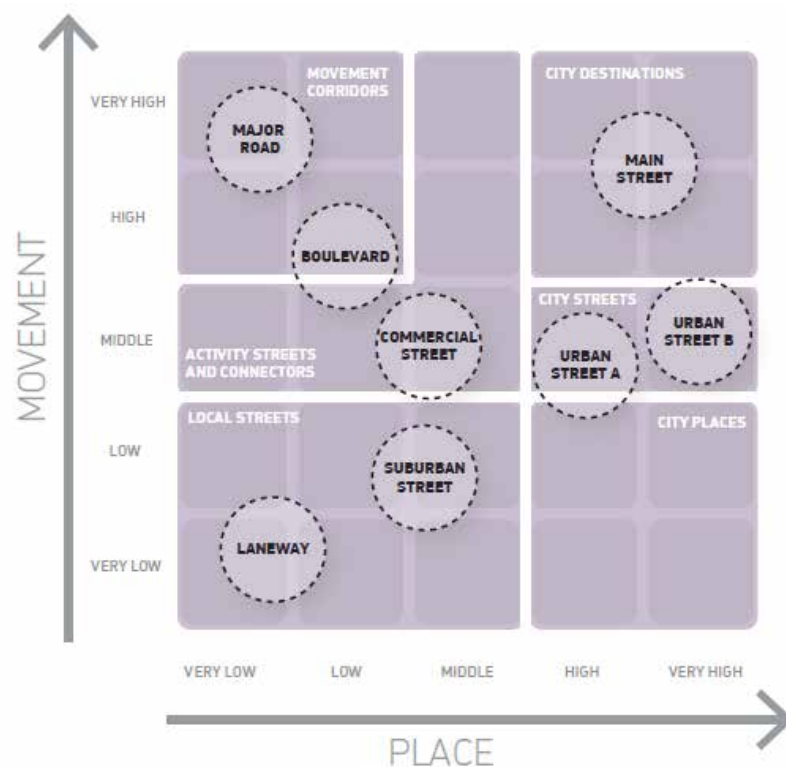 MOVEMENT
VERY HIGH
HIGH
MIDDLE
LOW
VERY LOW
MOVEMENT
CORRIDORS
CITY DESTINATIONS
MAJOR
ROAD
MAIN
STREET
BOULEVARD
CITY STREETS
COMMERCIAL
STREET
URBAN
STREET B
ACTIVITY STREETS
AND CONNECTORS
URBAN
STREET A
LOCAL STREETS
CITY PLACES
SUBURBAN
STREET
LANEWAY
VERY LOW
LOW
MIDDLE
HIGH
VERY HIGH
PLACE